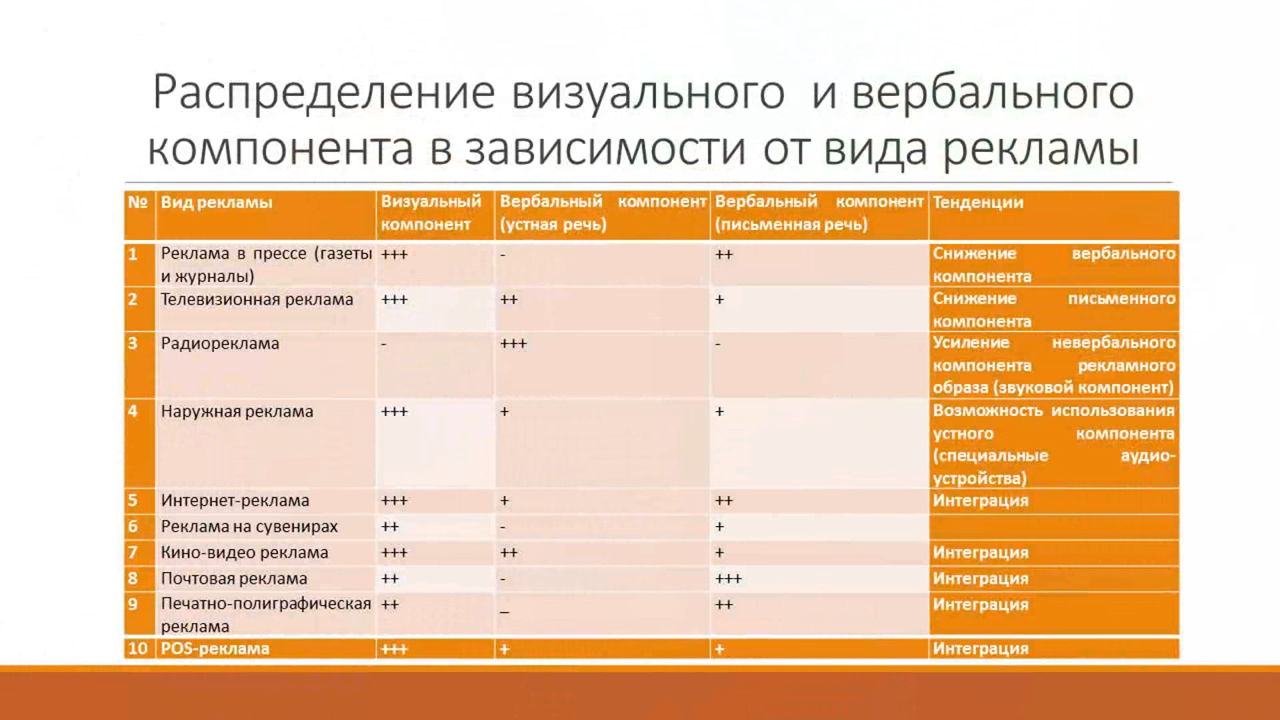 Распределение визуального и вербального
компонента в зависимости от вида рекламы
№ Вид рекламы Визуальный компонент Вербальный компонент (устная речь) Вербальный компонент (письменная речь) Тенденции
1 Реклама в прессе (газеты и журналы) +++ - ++ Снижение вербального компонента
2 Телевизионная реклама +++ ++ + Снижение письменного компонента
3 Радиореклама - +++ - Усиление невербального компонента рекламного образа (звуковой компонент)
4 Наружная реклама +++ + + Возможность использования устного компонента (специальные аудио-устройства)
5 Интернет-реклама +++ + ++ Интеграция
6 Реклама на сувенирах ++ - +
7 Кино-видео реклама +++ ++ + Интеграция
8 Почтовая реклама ++ - +++ Интеграция
9 Печатно-полиграфическая реклама ++ _ ++ Интеграция
10 POS-реклама +++ + + Интеграция